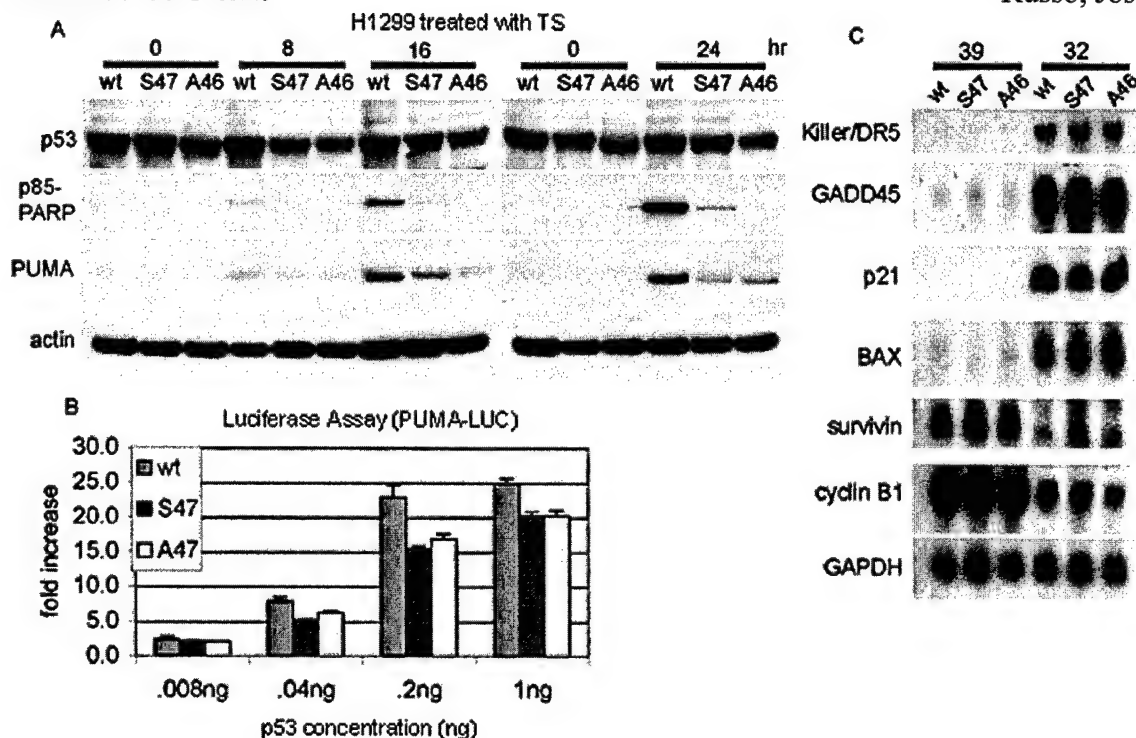 Russo, Jos
A
H1299 treated with TS
0 8 16 0 24 hr
wt S47 A46 wt S47 A46 wt S47 A46 wt S47 A46 wt S47 A46
p53
p85-
PARP
PUMA
actin
B
Luciferase Assay (PUMA-LUC)
fold increase
30.0
25.0
20.0
15.0
10.0
5.0
0.0
wt
S47
A47
.008ng .04ng .2ng 1ng
p53 concentration (ng)
C
39 32
wt S47 A46 wt S47 A46
Killer/DR5
GADD45
p21
BAX
survivin
cyclin B1
GAPDH